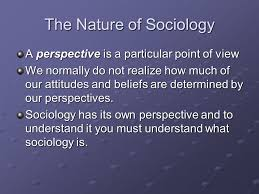 The Nature of Sociology
A perspective is a particular point of view
We normally do not realize how much of
our attitudes and beliefs are determined by
our perspectives.
Sociology has its own perspective and to
understand it you must understand what
sociology is.